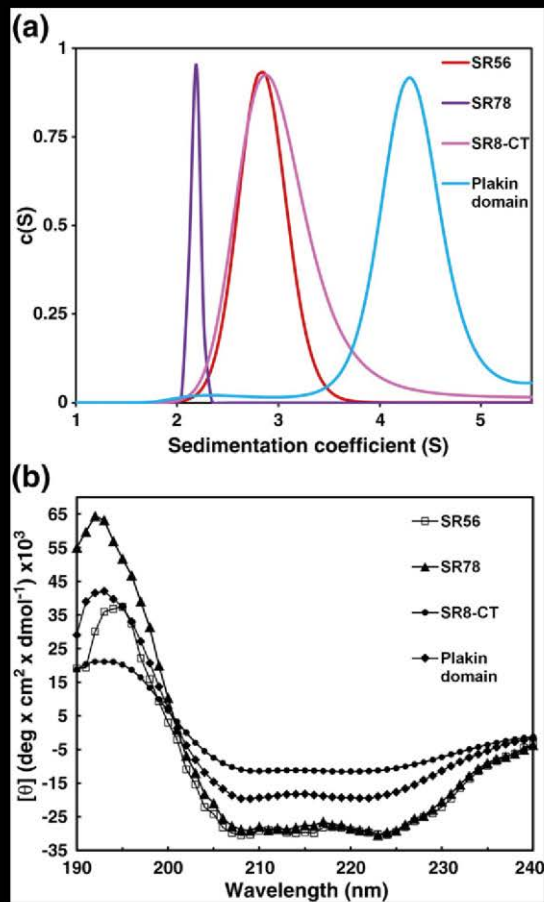 (a)
1
0.75
0.5
0.25
0
c(S)
SR56
SR78
SR8-CT
Plakin
domain
1 2 3 4 5
Sedimentation coefficient (S)
(b)
65
55
45
35
25
15
5
-5
-15
-25
-35
[θ] (deg x cm² x dmol⁻¹) x10³
SR56
SR78
SR8-CT
Plakin
domain
190 200 210 220 230 240
Wavelength (nm)